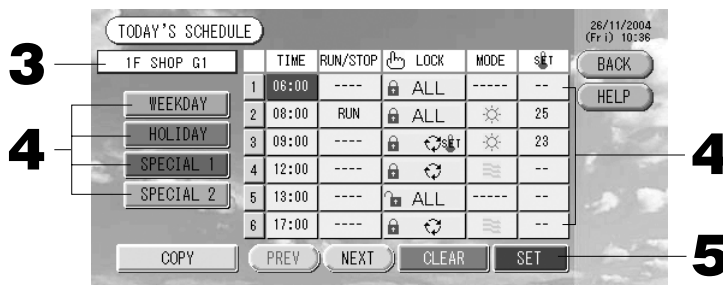 TODAY'S SCHEDULE
26/11/2004
(Fri) 10:36
3
1F SHOP G1
TIME RUN/STOP LOCK MODE SET
BACK
HELP
4
WEEKDAY
HOLIDAY
SPECIAL 1
SPECIAL 2
1 06:00 ---- ALL ----- --
2 08:00 RUN ALL 25
3 09:00 ---- SET 23
4 12:00 ---- --
5 13:00 ---- ALL ----- --
6 17:00 ---- --
4
COPY PREV NEXT CLEAR SET
5